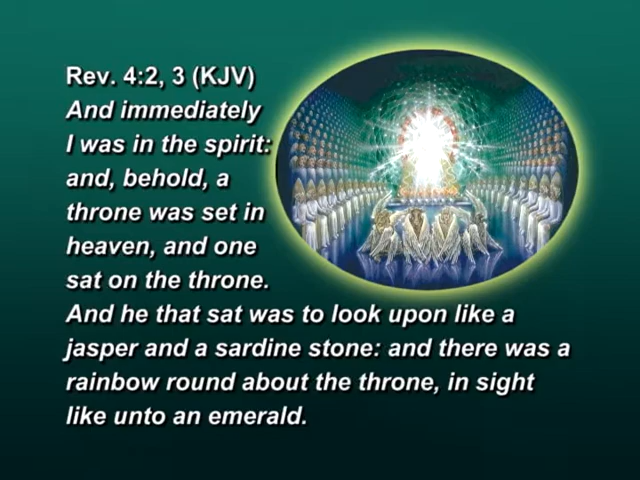 Rev. 4:2, 3 (KJV)
And immediately
I was in the spirit:
and, behold, a
throne was set in
heaven, and one
sat on the throne.
And he that sat was to look upon like a
jasper and a sardine stone: and there was a
rainbow round about the throne, in sight
like unto an emerald.